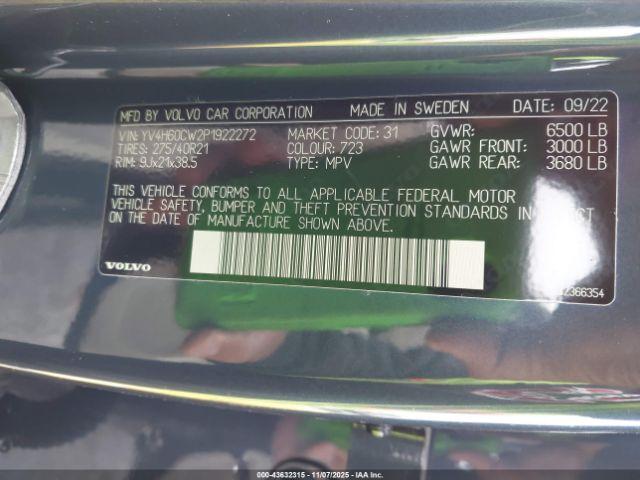 MFD BY VOLVO CAR CORPORATION MADE IN SWEDEN DATE: 09/22
VIN: YV4H60CW2P1922272 MARKET CODE: 31 GVWR: 6500 LB
TIRES: 275/40R21 COLOUR: 723 GAWR FRONT: 3000 LB
RIM: 9Jx21x38.5 TYPE: MPV GAWR REAR: 3680 LB
THIS VEHICLE CONFORMS TO ALL APPLICABLE FEDERAL MOTOR
VEHICLE SAFETY, BUMPER AND THEFT PREVENTION STANDARDS IN EFFECT
ON THE DATE OF MANUFACTURE SHOWN ABOVE.
VOLVO
000-43632315 - 11/07/2025 - IAAI_JC